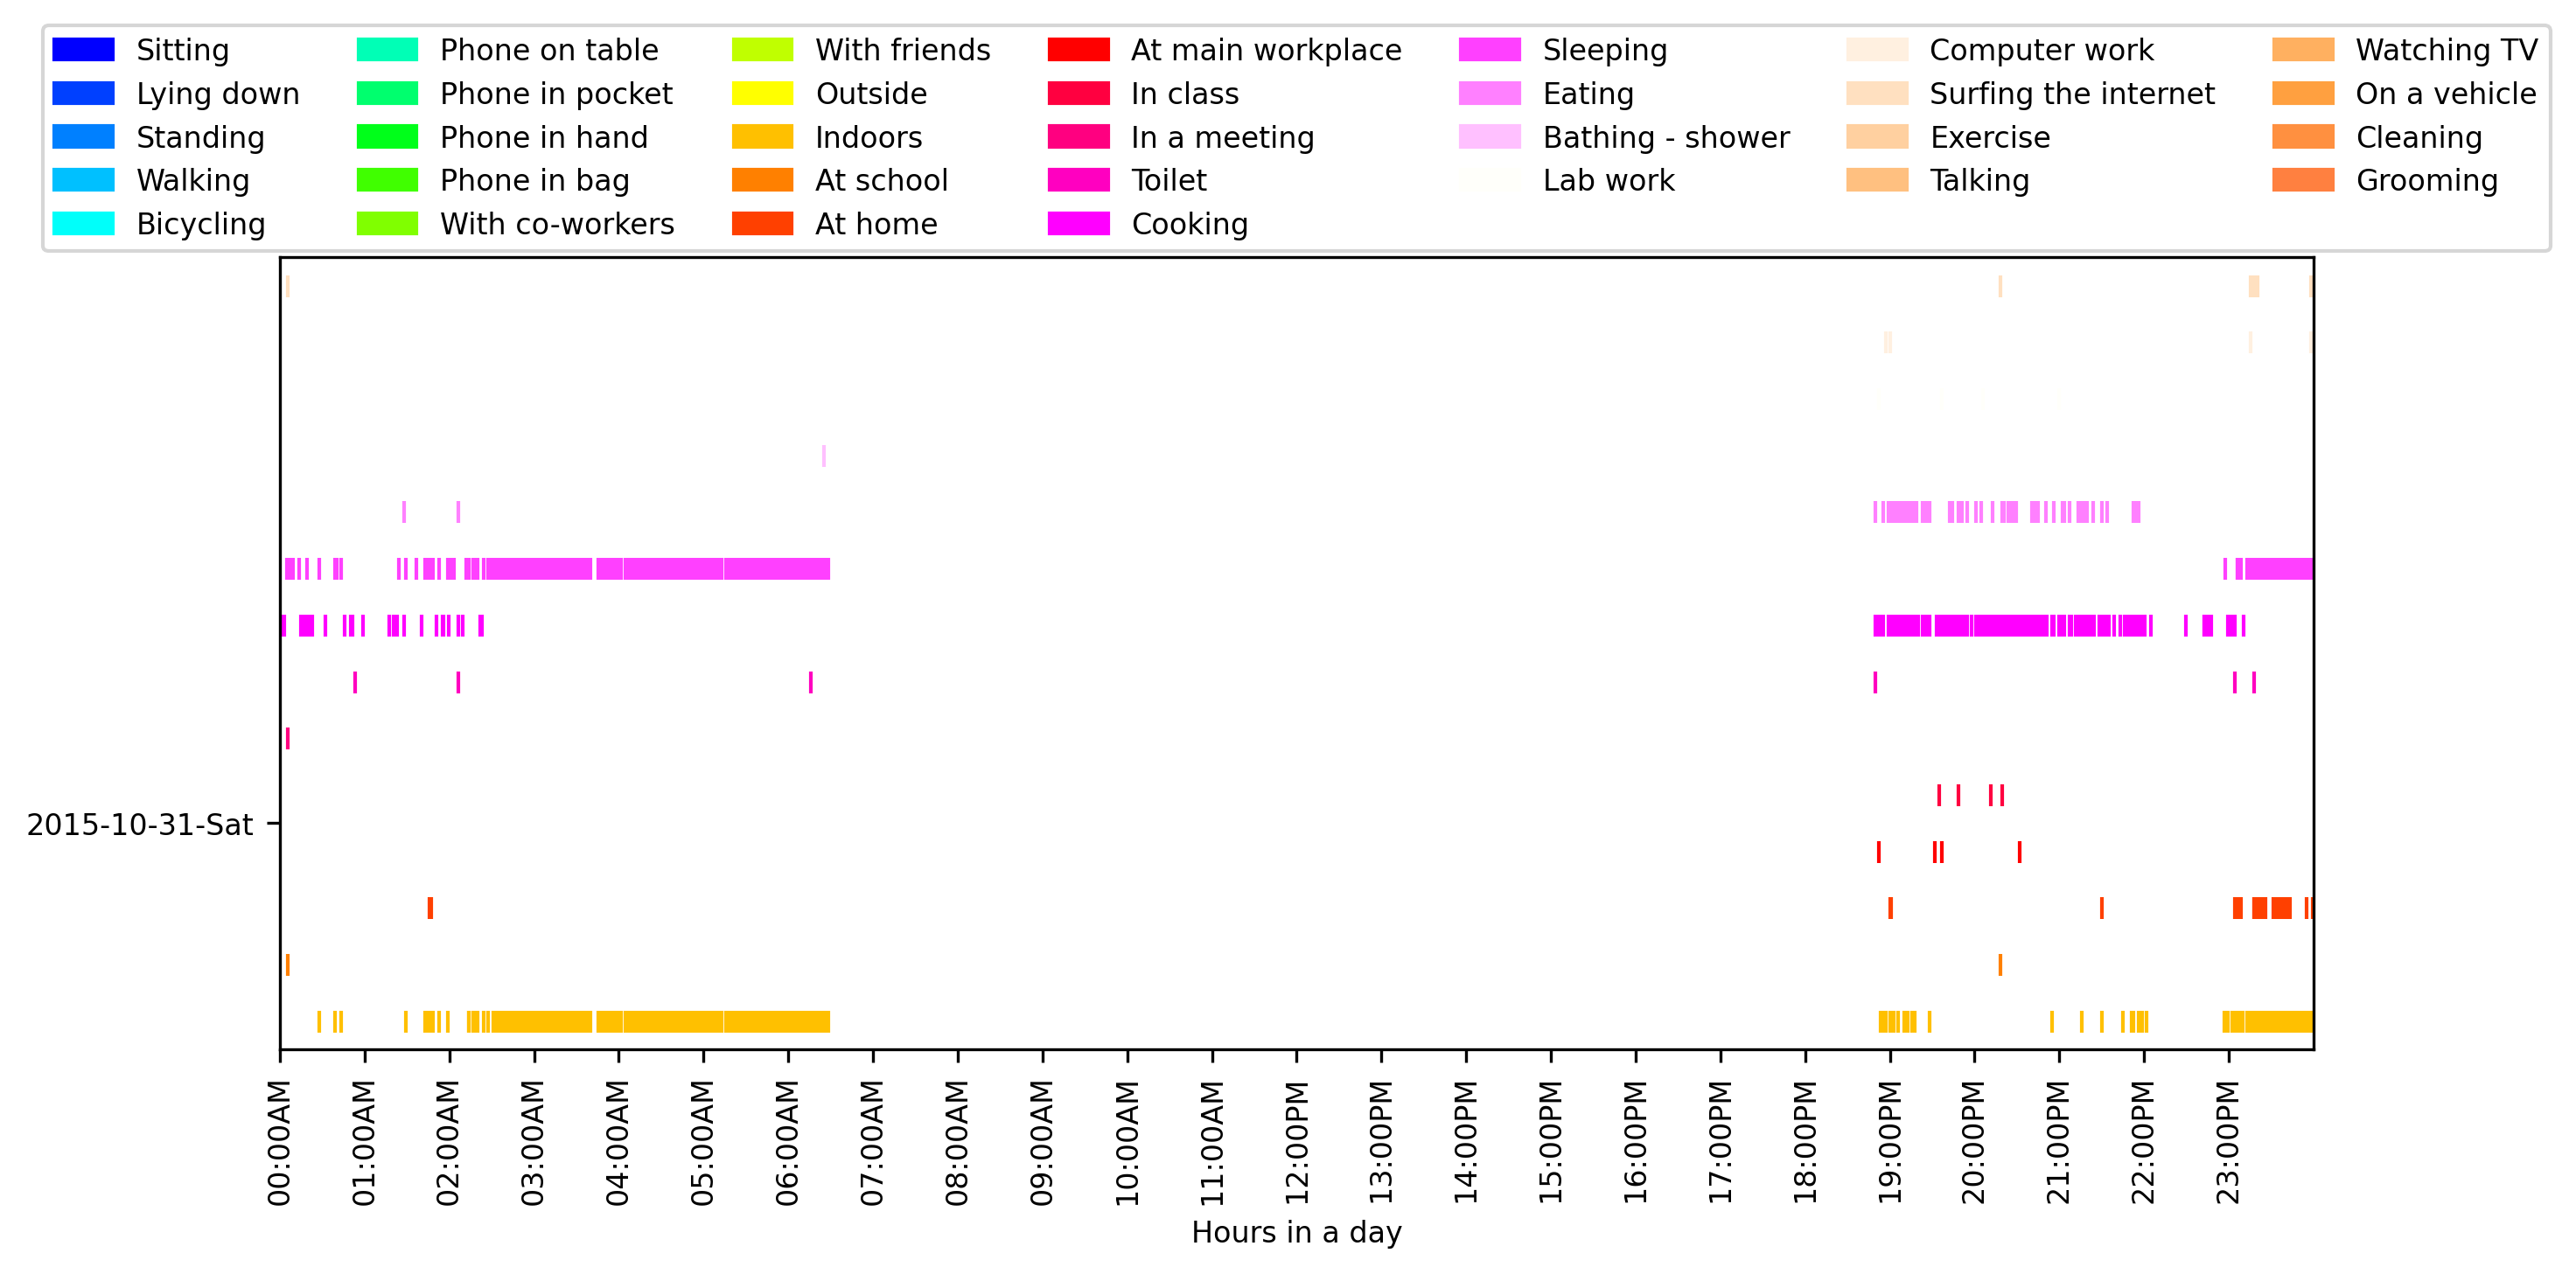 Sitting
Lying down
Standing
Walking
Bicycling
Phone on table
Phone in pocket
Phone in hand
Phone in bag
With co-workers
With friends
Outside
Indoors
At school
At home
At main workplace
In class
In a meeting
Toilet
Cooking
Sleeping
Eating
Bathing - shower
Lab work
Computer work
Surfing the internet
Exercise
Talking
Watching TV
On a vehicle
Cleaning
Grooming
2015-10-31-Sat
00:00AM
01:00AM
02:00AM
03:00AM
04:00AM
05:00AM
06:00AM
07:00AM
08:00AM
09:00AM
10:00AM
11:00AM
12:00PM
13:00PM
14:00PM
15:00PM
16:00PM
17:00PM
18:00PM
19:00PM
20:00PM
21:00PM
22:00PM
23:00PM
Hours in a day